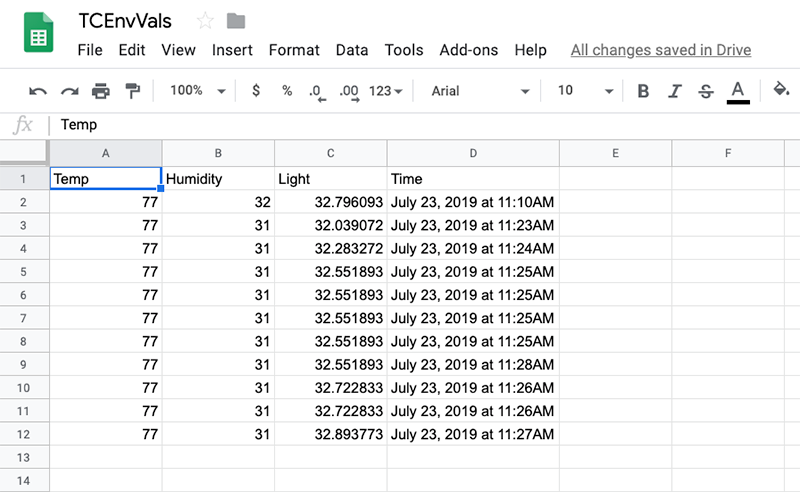 TCEnvVals
File Edit View Insert Format Data Tools Add-ons Help All changes saved in Drive
100% $ % .0 .00 123 Arial 10 B I S A
fx Temp
A B C D E F
1 Temp Humidity Light Time
2 77 32 32.796093 July 23, 2019 at 11:10AM
3 77 31 32.039072 July 23, 2019 at 11:23AM
4 77 31 32.283272 July 23, 2019 at 11:24AM
5 77 31 32.551893 July 23, 2019 at 11:25AM
6 77 31 32.551893 July 23, 2019 at 11:25AM
7 77 31 32.551893 July 23, 2019 at 11:25AM
8 77 31 32.551893 July 23, 2019 at 11:25AM
9 77 31 32.551893 July 23, 2019 at 11:28AM
10 77 31 32.722833 July 23, 2019 at 11:26AM
11 77 31 32.722833 July 23, 2019 at 11:26AM
12 77 31 32.893773 July 23, 2019 at 11:27AM
13
14